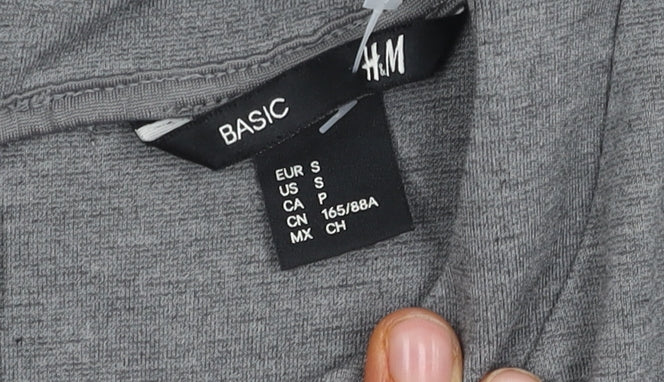 H&M
BASIC
EUR S
US S
CA P
CN 165/88A
MX CH